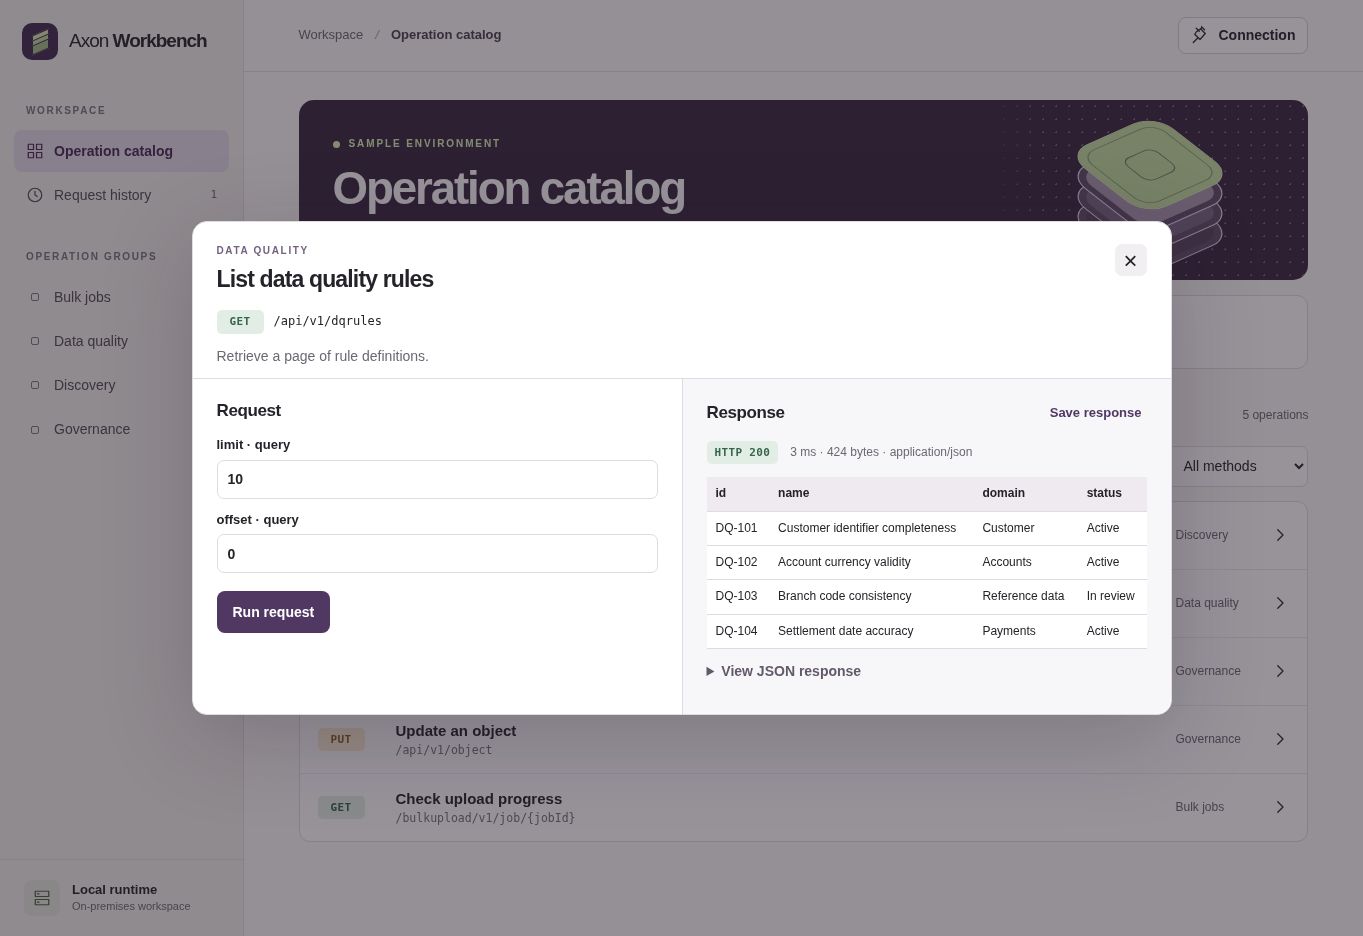 Axon Workbench
Workspace / Operation catalog
Connection
WORKSPACE
Operation catalog
Request history 1
OPERATION GROUPS
Bulk jobs
Data quality
Discovery
Governance
Local runtime
On-premises workspace
SAMPLE ENVIRONMENT
Operation catalog
DATA QUALITY
List data quality rules
GET /api/v1/dqrules
Retrieve a page of rule definitions.
Request
limit · query
10
offset · query
0
Run request
Response
Save response
HTTP 200 3 ms · 424 bytes · application/json
id name domain status
DQ-101 Customer identifier completeness Customer Active
DQ-102 Account currency validity Accounts Active
DQ-103 Branch code consistency Reference data In review
DQ-104 Settlement date accuracy Payments Active
View JSON response
5 operations
All methods
Discovery
Data quality
Governance
PUT Update an object Governance
/api/v1/object
GET Check upload progress Bulk jobs
/bulkupload/v1/job/{jobId}